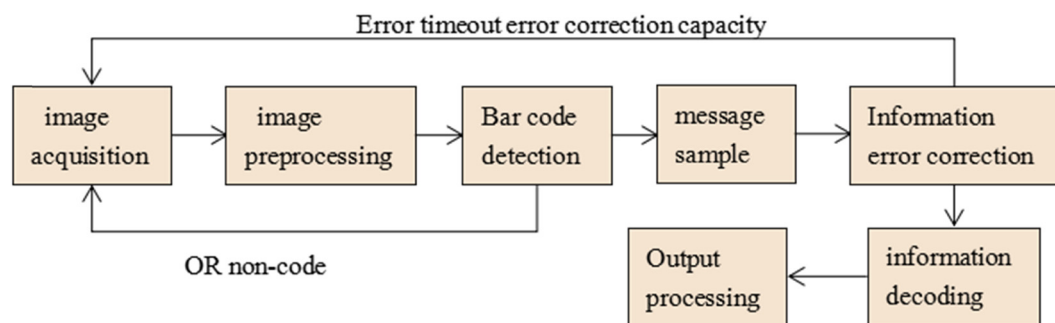 Error timeout error correction capacity
image
acquisition
image
preprocessing
Bar code
detection
message
sample
Information
error correction
OR non-code
Output
processing
information
decoding